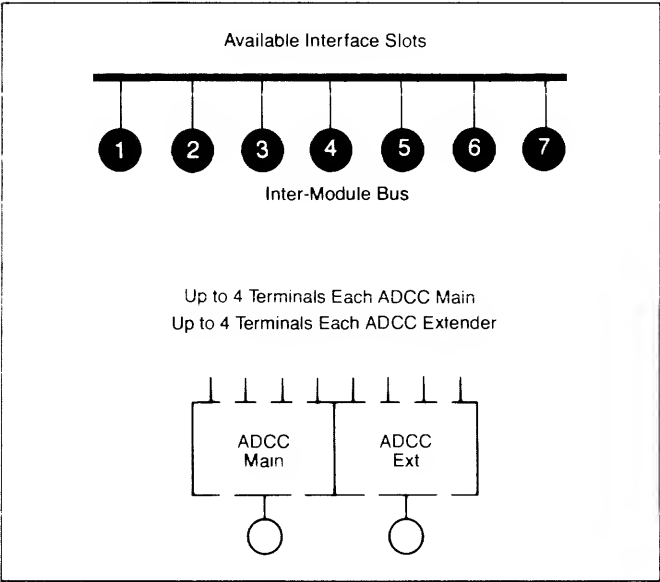 Available Interface Slots
1 2 3 4 5 6 7
Inter-Module Bus
Up to 4 Terminals Each ADCC Main
Up to 4 Terminals Each ADCC Extender
ADCC
Main
ADCC
Ext